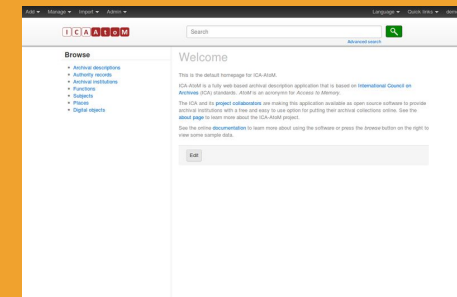 Add Manage Import Admin Language Quick links demo
ICAAtoM
Search
Advanced search
Browse
Archival descriptions
Authority records
Archival institutions
Functions
Subjects
Places
Digital objects
Welcome
This is the default homepage for ICA-AtoM.
ICA-AtoM is a fully web based archival description application that is based on International Council on
Archives (ICA) standards. AtoM is an acronynm for Access to Memory.
The ICA and its project collaborators are making this application available as open source software to provide
archival institutions with a free and easy to use option for putting their archival collections online. See the
about page to learn more about the ICA-AtoM project.
See the online documentation to learn more about using the software or press the browse button on the right to
view some sample data.
Edit